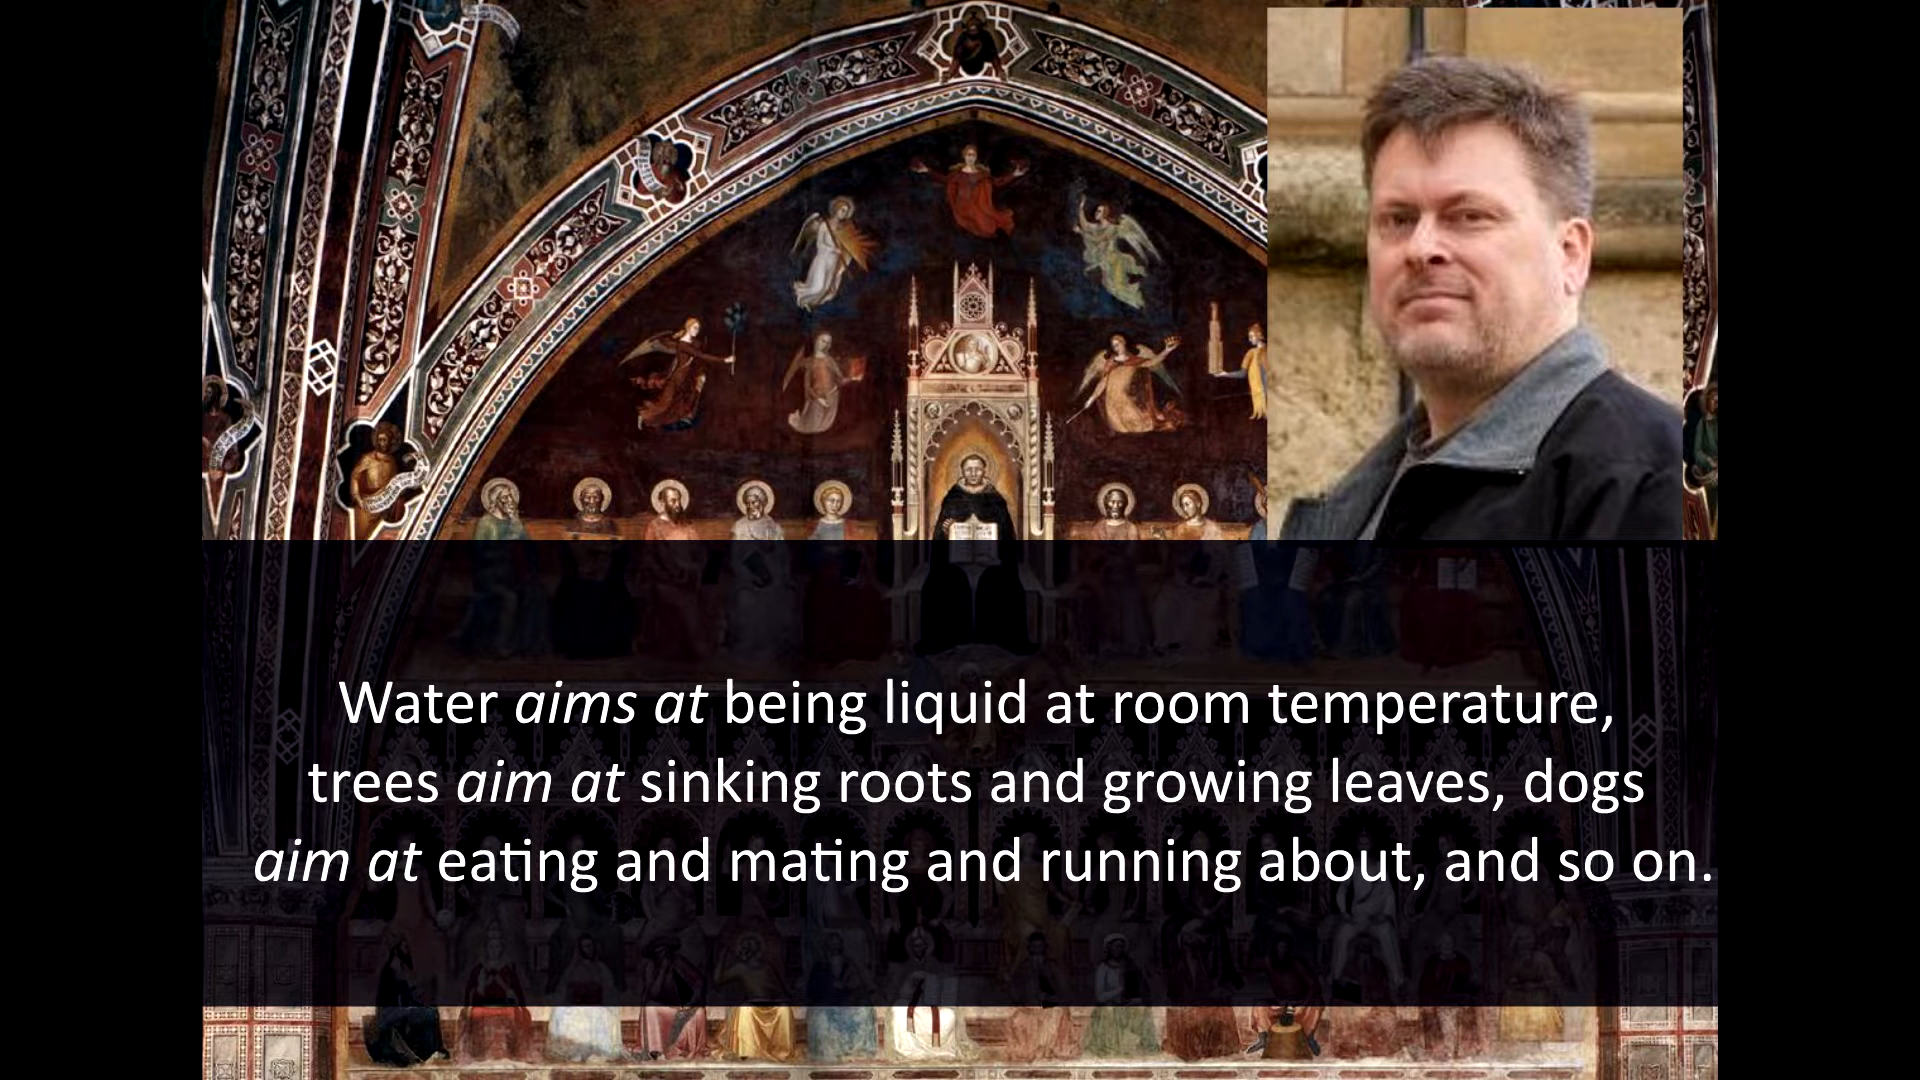 Water aims at being liquid at room temperature,
trees aim at sinking roots and growing leaves, dogs
aim at eating and mating and running about, and so on.